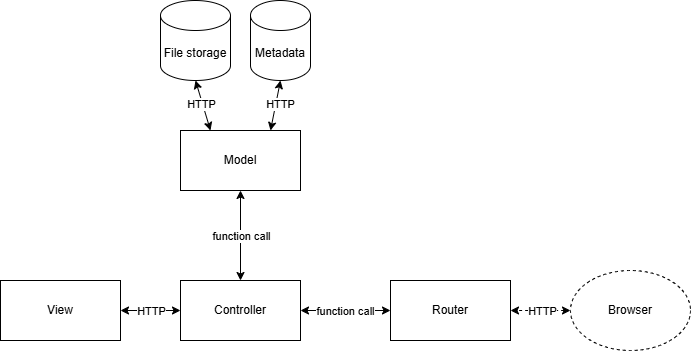 File storage
Metadata
HTTP
HTTP
Model
function call
View
HTTP
Controller
function call
Router
HTTP
Browser